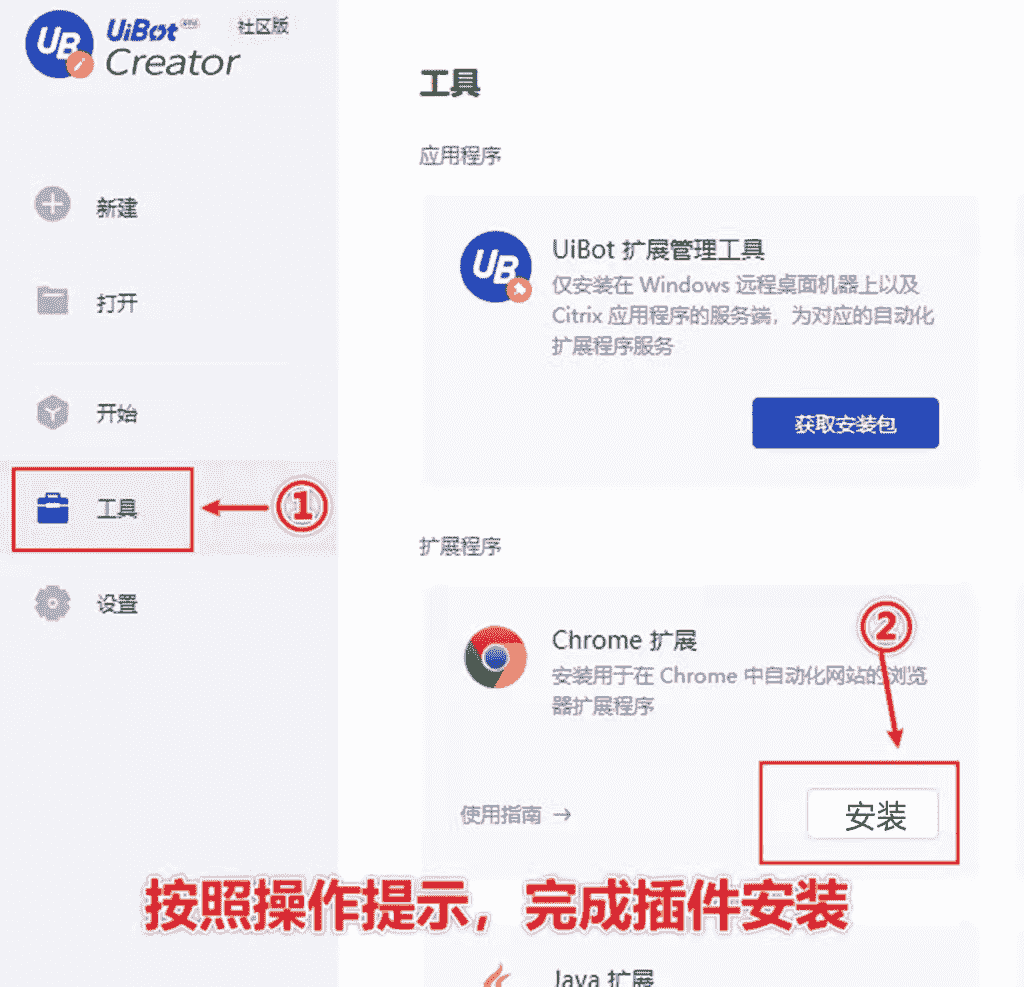 UB UiBot 社区版
Creator
新建
打开
开始
工具
①
设置
工具
应用程序
UB
UiBot 扩展管理工具
仅安装在 Windows 远程桌面机器上以及
Citrix 应用程序的服务端，为对应的自动化
扩展程序服务
获取安装包
扩展程序
Chrome 扩展
安装用于在 Chrome 中自动化网站的浏览
器扩展程序
②
使用指南 →
安装
按照操作提示，完成插件安装
Java 扩展